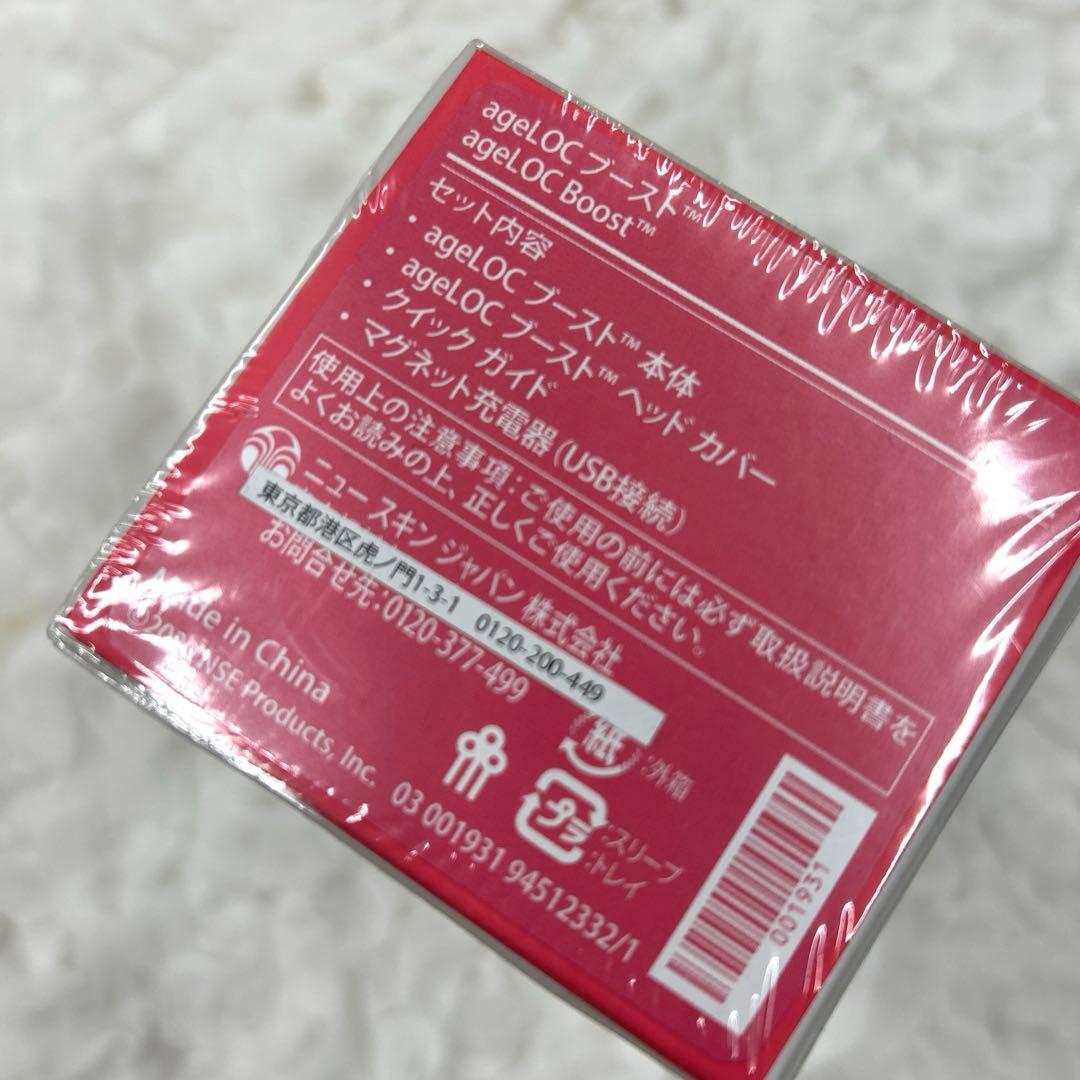 ageLOC ブースト™
ageLOC Boost™
セット内容
・ ageLOC ブースト™ 本体
・ ageLOC ブースト™ ヘッド カバー
・ クイック ガイド
・ マグネット充電器(USB接続)
使用上の注意事項:ご使用の前には必ず取扱説明書を
よくお読みの上、正しくご使用ください。
ニュー スキン ジャパン 株式会社
東京都港区虎ノ門1-3-1 0120-200-449
お問合せ先:0120-377-499
Made in China
NSE Products, Inc.
紙 :外箱
プラ :スリーブ
:トレイ
03 001931 94512332/1
001931